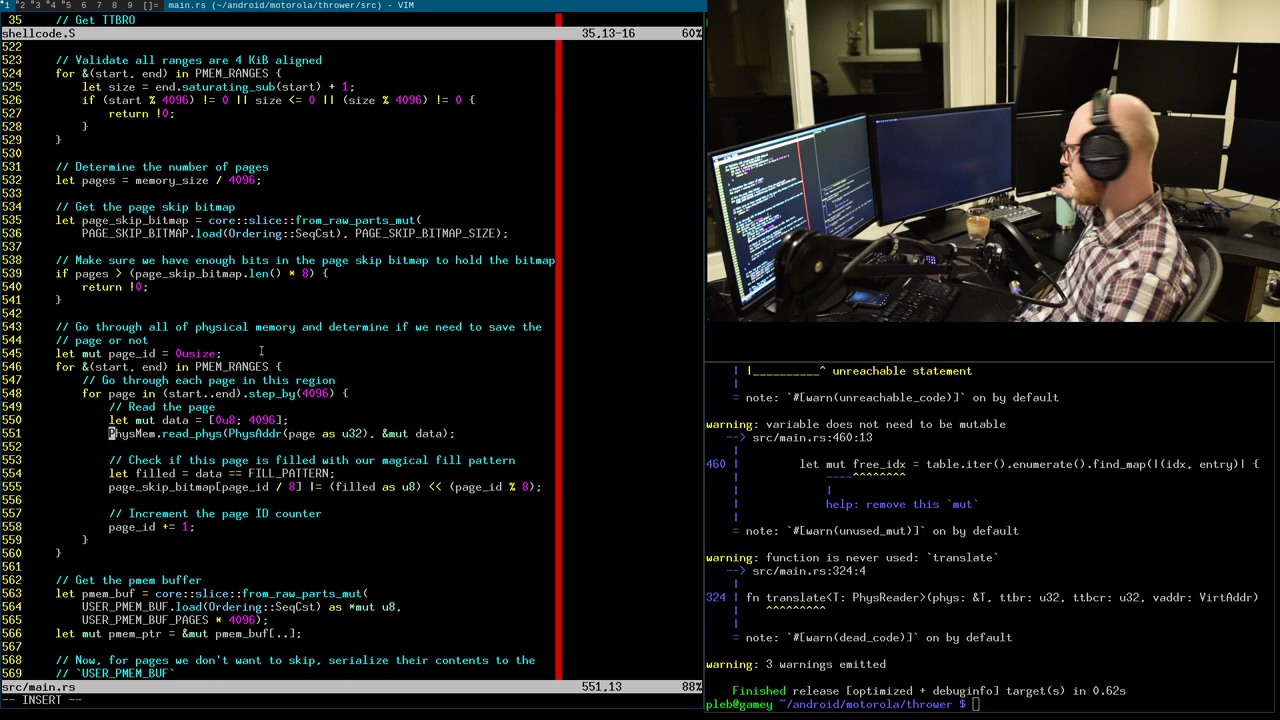 1 2 3 4 5 6 7 8 9 []= main.rs (~/android/motorola/thrower/src) - VIM
35 // Get TTBR0
shellcode.S 35,13-16 60%
522
523 // Validate all ranges are 4 KiB aligned
524 for &(start, end) in PMEM_RANGES {
525 let size = end.saturating_sub(start) + 1;
526 if (start % 4096) != 0 || size <= 0 || (size % 4096) != 0 {
527 return !0;
528 }
529 }
530
531 // Determine the number of pages
532 let pages = memory_size / 4096;
533
534 // Get the page skip bitmap
535 let page_skip_bitmap = core::slice::from_raw_parts_mut(
536 PAGE_SKIP_BITMAP.load(Ordering::SeqCst), PAGE_SKIP_BITMAP_SIZE);
537
538 // Make sure we have enough bits in the page skip bitmap to hold the bitmap
539 if pages > (page_skip_bitmap.len() * 8) {
540 return !0;
541 }
542
543 // Go through all of physical memory and determine if we need to save the
544 // page or not
545 let mut page_id = 0usize;
546 for &(start, end) in PMEM_RANGES {
547 // Go through each page in this region
548 for page in (start..end).step_by(4096) {
549 // Read the page
550 let mut data = [0u8; 4096];
551 PhysMem.read_phys(PhysAddr(page as u32), &mut data);
552
553 // Check if this page is filled with our magical fill pattern
554 let filled = data == FILL_PATTERN;
555 page_skip_bitmap[page_id / 8] |= (filled as u8) << (page_id % 8);
556
557 // Increment the page ID counter
558 page_id += 1;
559 }
560 }
561
562 // Get the pmem buffer
563 let pmem_buf = core::slice::from_raw_parts_mut(
564 USER_PMEM_BUF.load(Ordering::SeqCst) as *mut u8,
565 USER_PMEM_BUF_PAGES * 4096);
566 let mut pmem_ptr = &mut pmem_buf[..];
567
568 // Now, for pages we don't want to skip, serialize their contents to the
569 // `USER_PMEM_BUF`
src/main.rs 551,13 88%
-- INSERT --
| |__________^ unreachable statement
|
= note: `#[warn(unreachable_code)]` on by default
warning: variable does not need to be mutable
--> src/main.rs:460:13
|
460 | let mut free_idx = table.iter().enumerate().find_map(|(idx, entry)| {
| ----^^^^^^^^
| |
| help: remove this `mut`
|
= note: `#[warn(unused_mut)]` on by default
warning: function is never used: `translate`
--> src/main.rs:324:4
|
324 | fn translate<T: PhysReader>(phys: &T, ttbr: u32, ttbcr: u32, vaddr: VirtAddr)
| ^^^^^^^^^
|
= note: `#[warn(dead_code)]` on by default
warning: 3 warnings emitted
Finished release [optimized + debuginfo] target(s) in 0.62s
pleb@gamey ~/android/motorola/thrower $